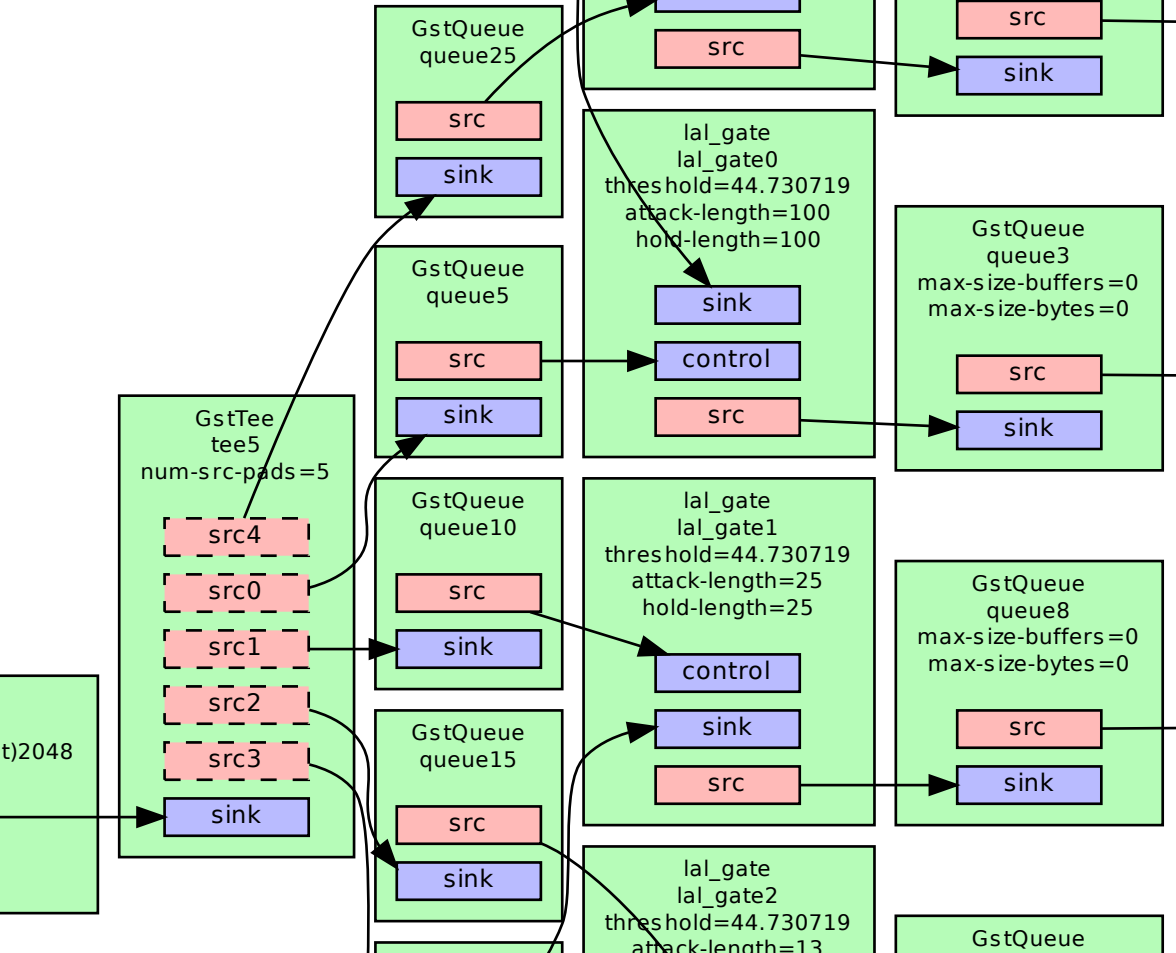 t)2048
GstTee
tee5
num-src-pads=5
src4
src0
src1
src2
src3
sink
GstQueue
queue25
src
sink
GstQueue
queue5
src
sink
GstQueue
queue10
src
sink
GstQueue
queue15
src
sink
src
lal_gate
lal_gate0
threshold=44.730719
attack-length=100
hold-length=100
sink
control
src
lal_gate
lal_gate1
threshold=44.730719
attack-length=25
hold-length=25
control
sink
src
lal_gate
lal_gate2
threshold=44.730719
attack-length=13
src
sink
GstQueue
queue3
max-size-buffers=0
max-size-bytes=0
src
sink
GstQueue
queue8
max-size-buffers=0
max-size-bytes=0
src
sink
GstQueue